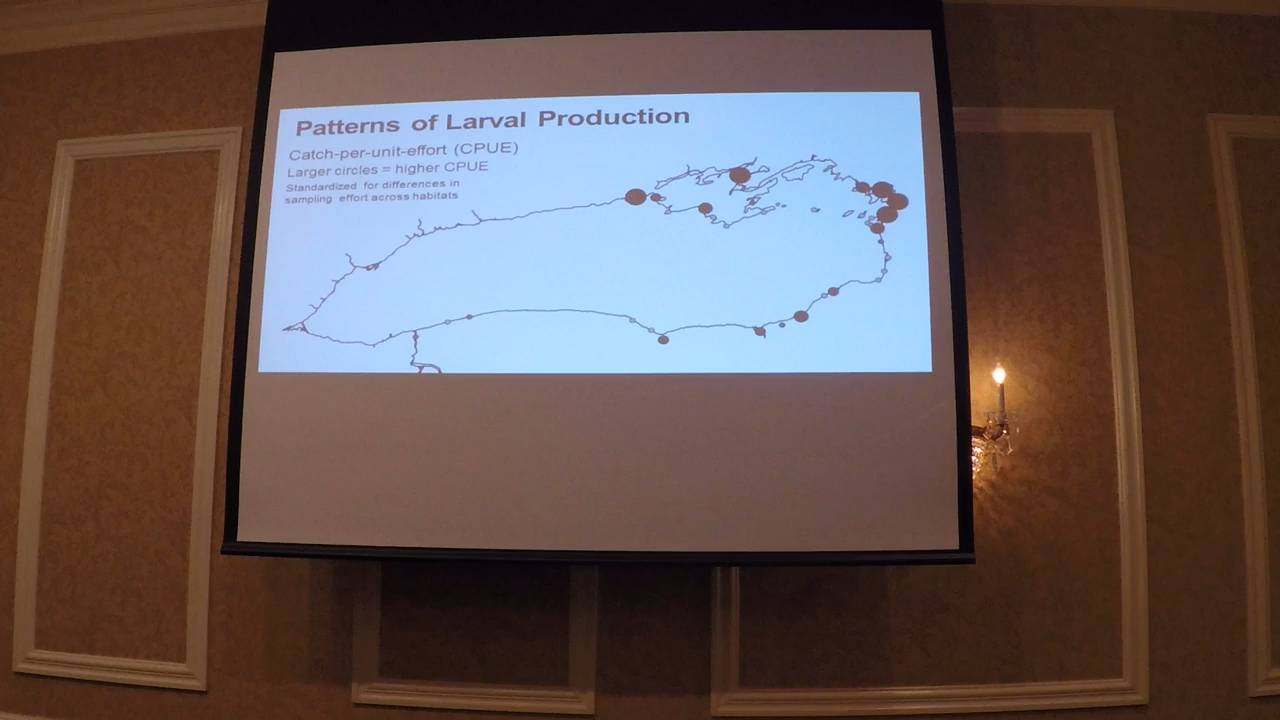 Patterns of Larval Production
Catch-per-unit-effort (CPUE)
Larger circles = higher CPUE
Standardized for differences in
sampling effort across habitats